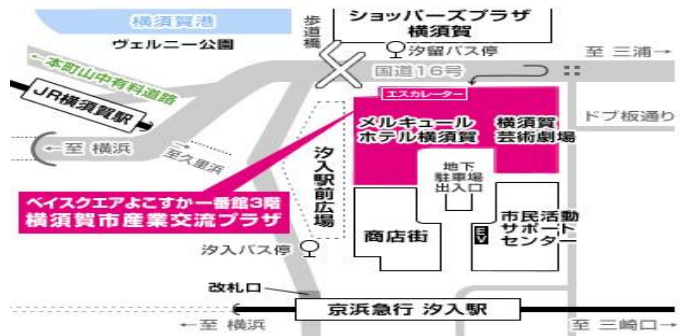 横須賀港
ヴェルニー公園
歩道橋
ショッパーズプラザ
横須賀
汐留バス停
至 三浦→
国道16号
←本町山中有料道路
JR横須賀駅
エスカレーター
メルキュール
ホテル横須賀
横須賀
芸術劇場
ドブ板通り
←至 横浜
至久里浜→
汐入駅前広場
地下
駐車場
出入口
ベイスクエアよこすか一番館3階
横須賀市産業交流プラザ
商店街
EV
市民活動
サポート
センター
汐入バス停
改札口
京浜急行 汐入駅
←至 横浜
至 三崎口→